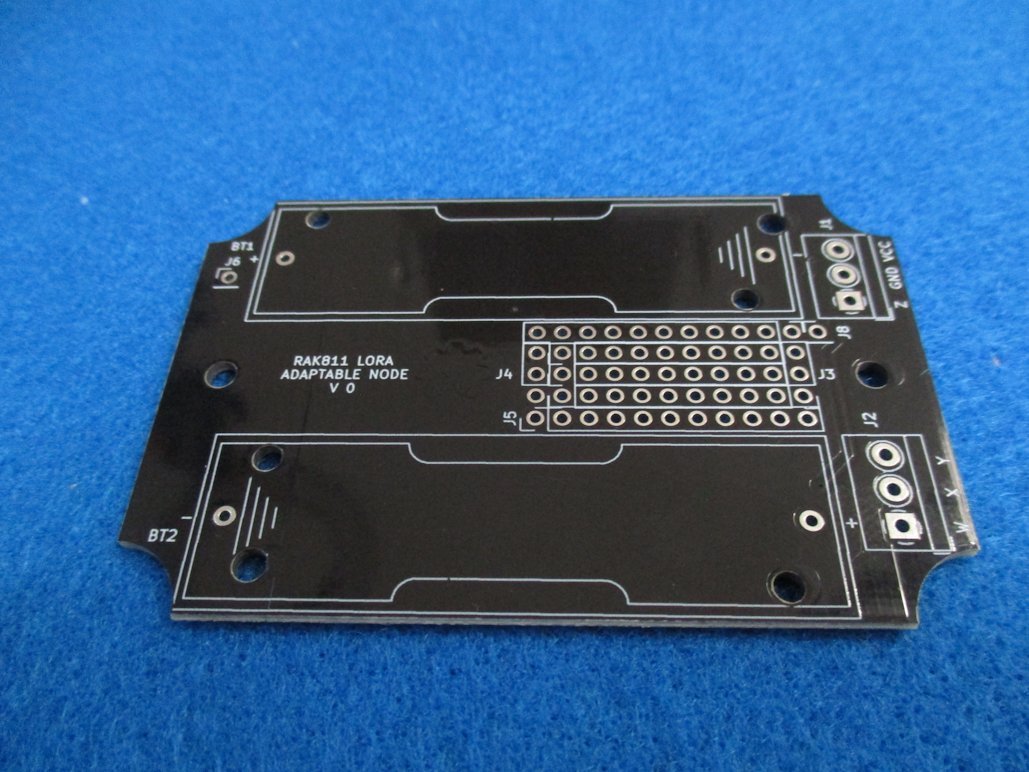 BT1
J6 +
-
J1
VCC
GND
Z
J8
RAK811 LORA
ADAPTABLE NODE
V 0
J4
J3
J5
J2
Y
X
W
-
BT2
+